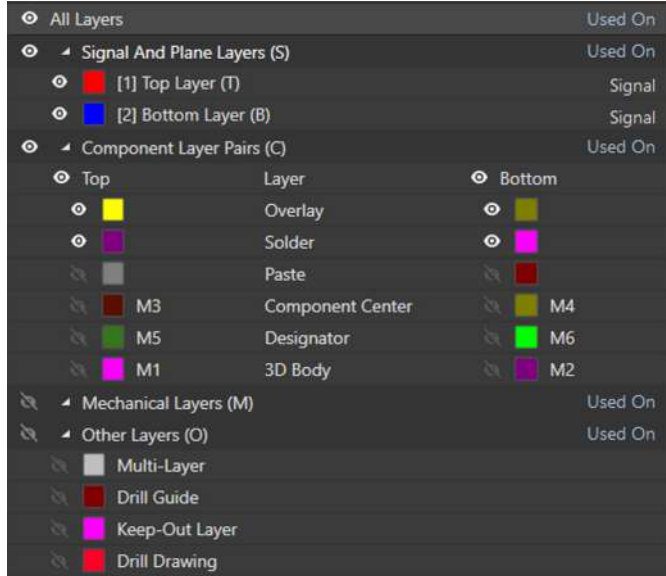 All Layers Used On
Signal And Plane Layers (S) Used On
[1] Top Layer (T) Signal
[2] Bottom Layer (B) Signal
Component Layer Pairs (C) Used On
Top Layer Bottom
Overlay
Solder
Paste
M3 Component Center M4
M5 Designator M6
M1 3D Body M2
Mechanical Layers (M) Used On
Other Layers (O) Used On
Multi-Layer
Drill Guide
Keep-Out Layer
Drill Drawing